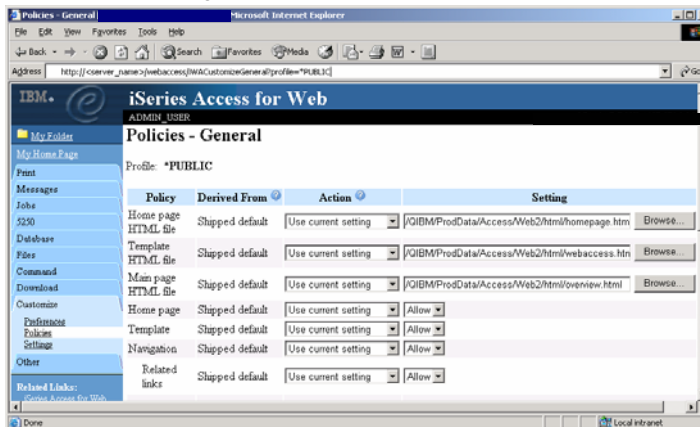 Policies - General Microsoft Internet Explorer
File Edit View Favorites Tools Help
Back Search Favorites Media
Address http://<server_name>/webaccess/iWACustomizeGeneral?profile=*PUBLIC Go
IBM. iSeries Access for Web
ADMIN_USER
My Folder
Policies - General
My Home Page
Profile: *PUBLIC
Print
Messages
Jobs
5250
Database
Files
Command
Download
Customize
Preferences
Policies
Settings
Other
Related Links:
iSeries Access for Web
Policy Derived From Action Setting
Home page HTML file Shipped default Use current setting /QIBM/ProdData/Access/Web2/html/homepage.htm Browse...
Template HTML file Shipped default Use current setting /QIBM/ProdData/Access/Web2/html/webaccess.htm Browse...
Main page HTML file Shipped default Use current setting /QIBM/ProdData/Access/Web2/html/overview.html Browse...
Home page Shipped default Use current setting Allow
Template Shipped default Use current setting Allow
Navigation Shipped default Use current setting Allow
Related links Shipped default Use current setting Allow
Done Local intranet